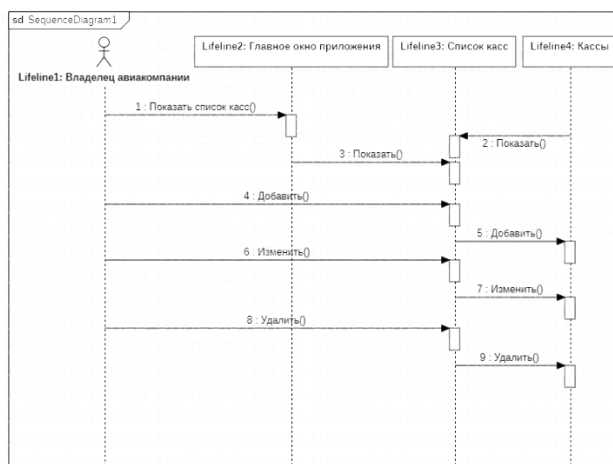 sd SequenceDiagram1
Lifeline2: Главное окно приложения
Lifeline3: Список касс
Lifeline4: Кассы
Lifeline1: Владелец авиакомпании
1 : Показать список касс()
2 : Показать()
3 : Показать()
4 : Добавить()
5 : Добавить()
6 : Изменить()
7 : Изменить()
8 : Удалить()
9 : Удалить()